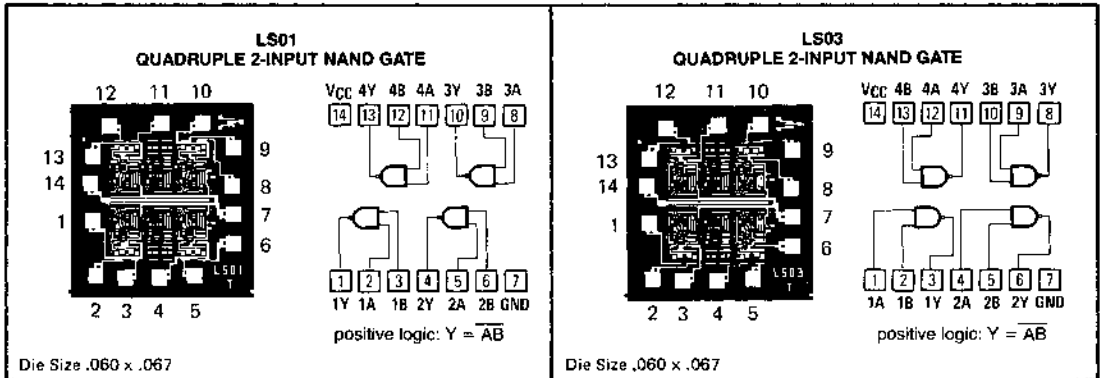 LS01
QUADRUPLE 2-INPUT NAND GATE
12 11 10
13
14
1
9
8
7
6
LS01
T
2 3 4 5
VCC 4Y 4B 4A 3Y 3B 3A
14 13 12 11 10 9 8
1 2 3 4 5 6 7
1Y 1A 1B 2Y 2A 2B GND
positive logic: Y = \overline{AB}
Die Size .060 x .067
LS03
QUADRUPLE 2-INPUT NAND GATE
12 11 10
13
14
1
9
8
7
6
LS03
T
2 3 4 5
VCC 4B 4A 4Y 3B 3A 3Y
14 13 12 11 10 9 8
1 2 3 4 5 6 7
1A 1B 1Y 2A 2B 2Y GND
positive logic: Y = \overline{AB}
Die Size .060 x .067